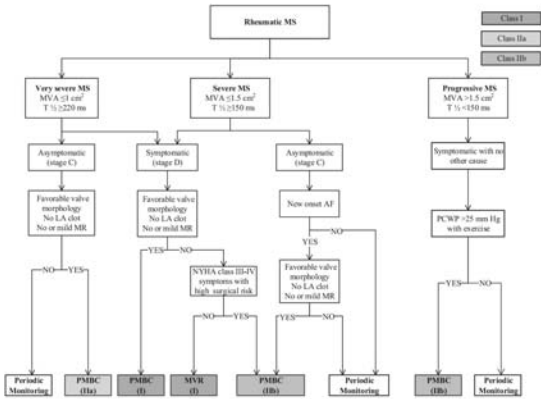 Rheumatic MS
Class I
Class IIa
Class IIb
Very severe MS
MVA ≤1 cm²
T ½ ≥220 ms
Severe MS
MVA ≤1.5 cm²
T ½ ≥150 ms
Progressive MS
MVA >1.5 cm²
T ½ <150 ms
Asymptomatic
(stage C)
Symptomatic
(stage D)
Asymptomatic
(stage C)
Symptomatic with no
other cause
Favorable valve
morphology
No LA clot
No or mild MR
Favorable valve
morphology
No LA clot
No or mild MR
New onset AF
PCWP >25 mm Hg
with exercise
YES
NO
NYHA class III-IV
symptoms with
high surgical risk
YES
NO
Favorable valve
morphology
No LA clot
No or mild MR
NO
YES
NO
YES
YES
NO
YES
NO
Periodic
Monitoring
PMBC
(IIa)
PMBC
(I)
MVR
(I)
PMBC
(IIb)
Periodic
Monitoring
PMBC
(IIb)
Periodic
Monitoring